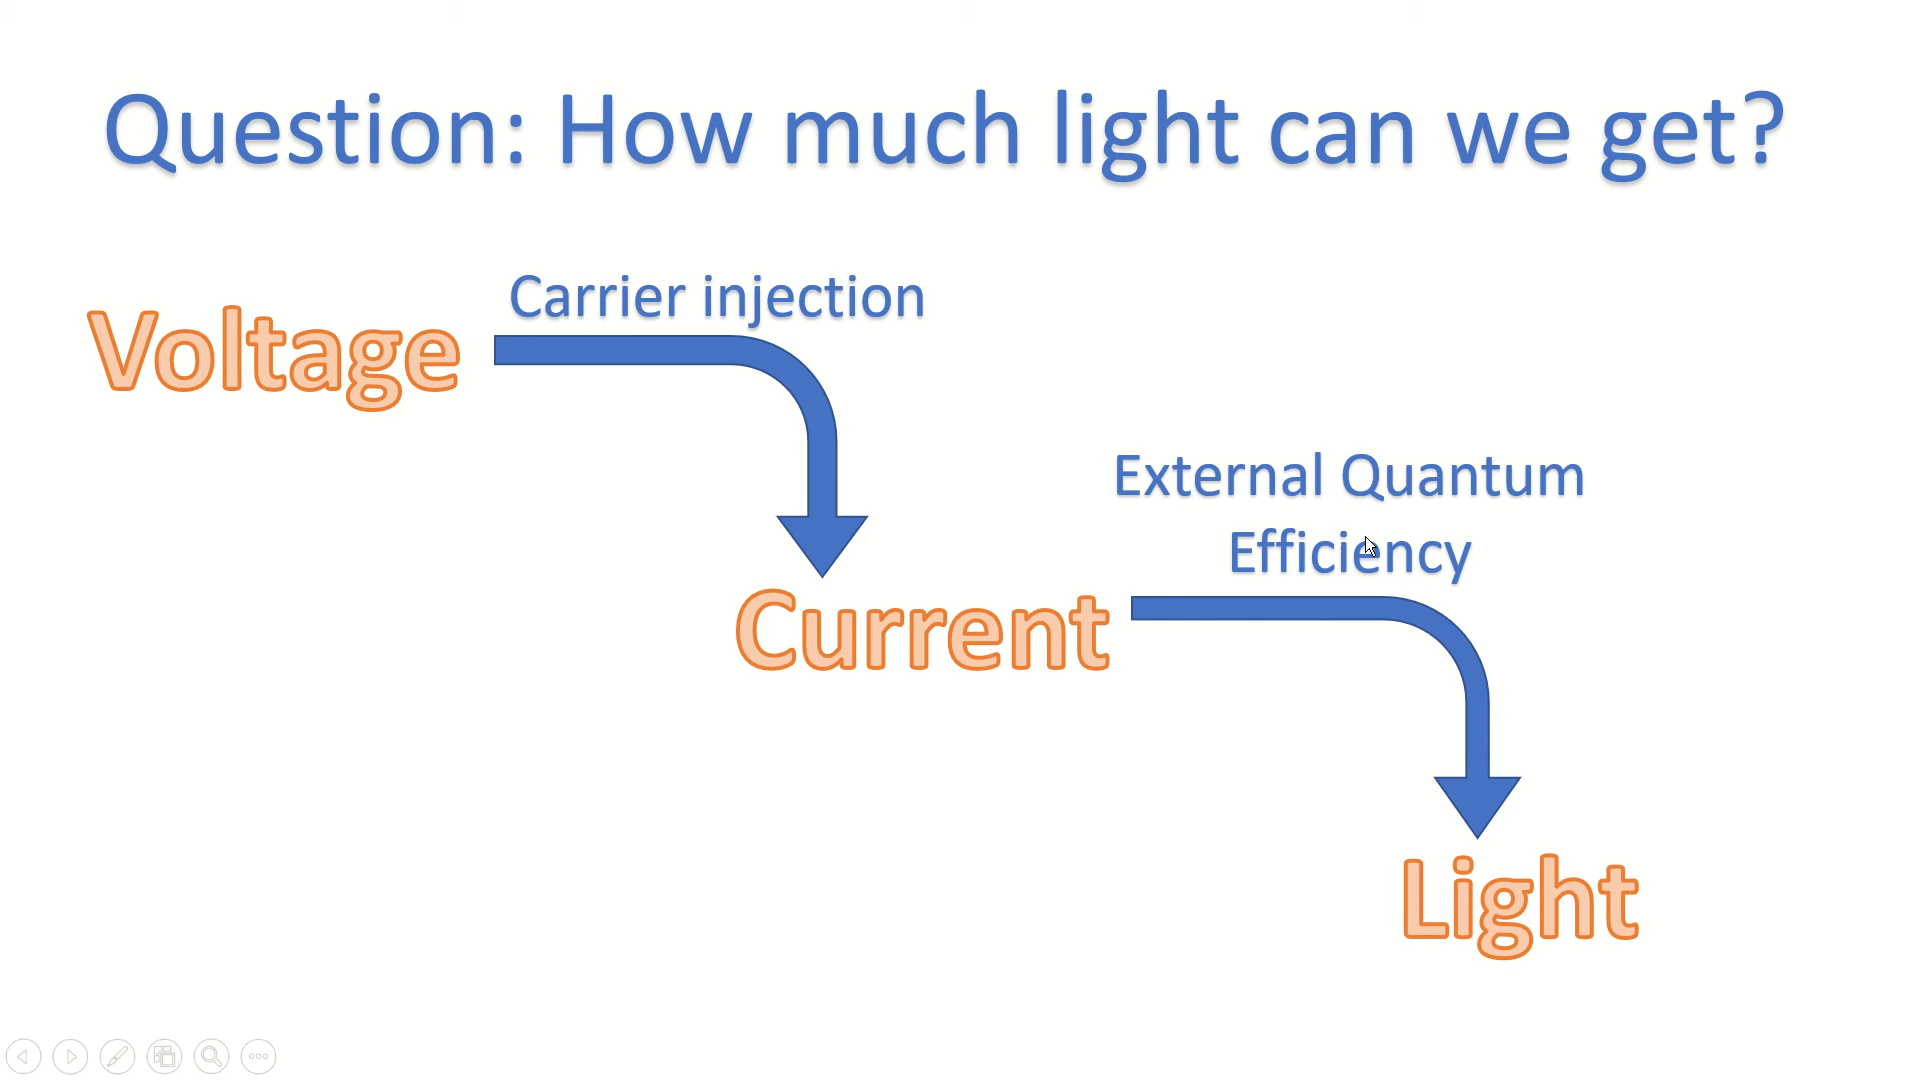 Question: How much light can we get?
Carrier injection
Voltage
External Quantum
Efficiency
Current
Light